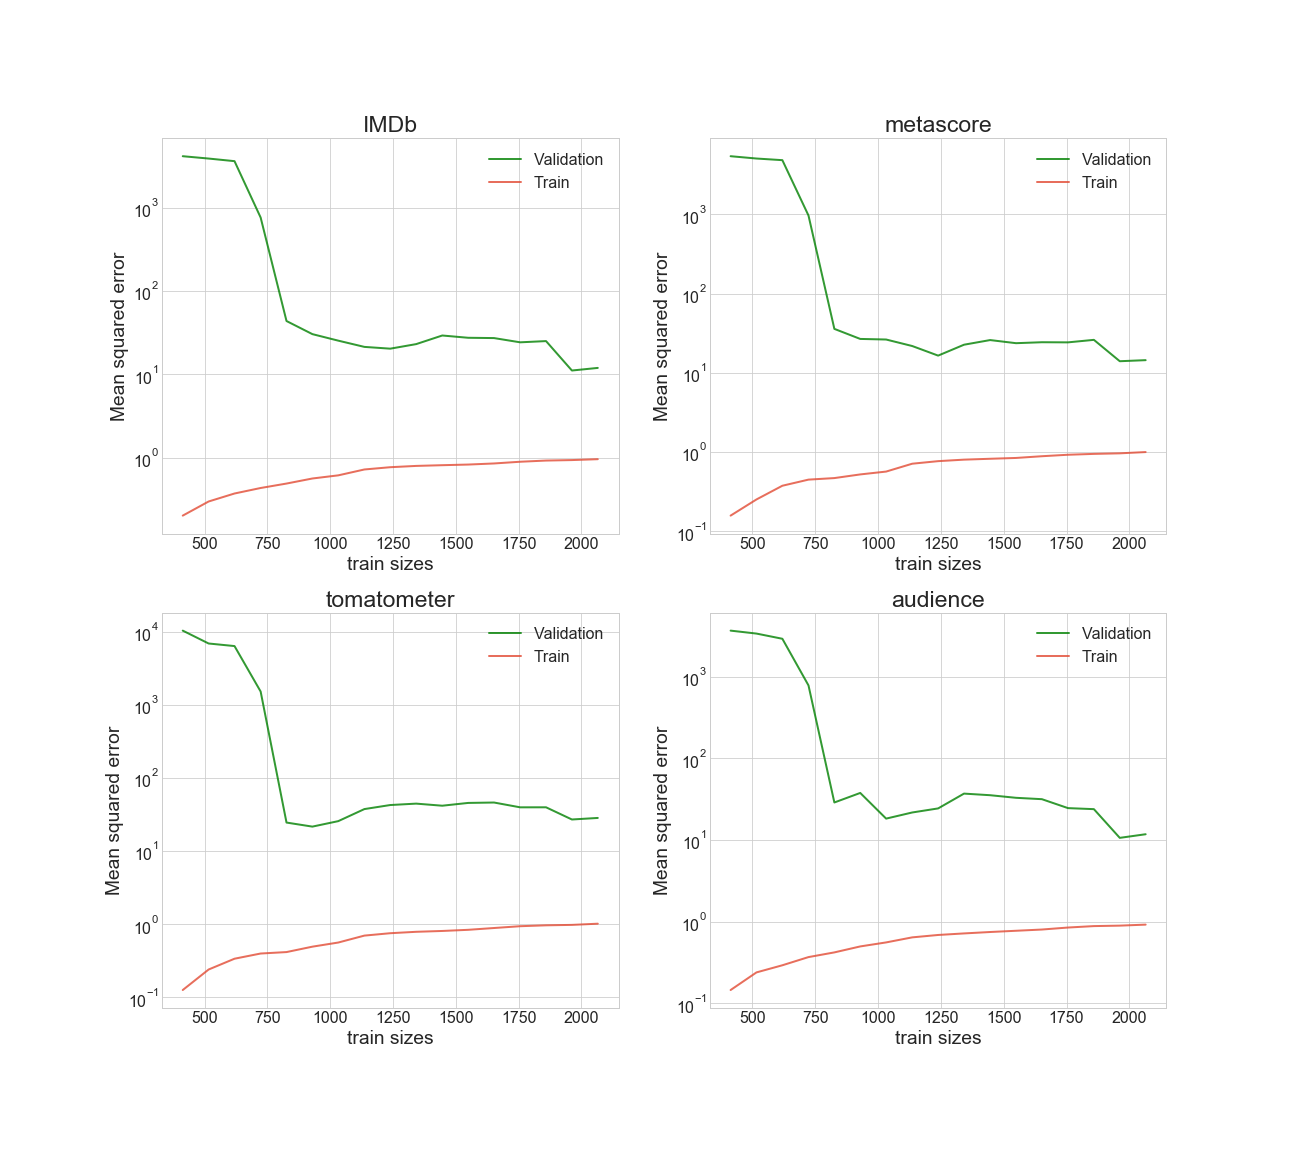 IMDb
Validation
Train
10^3
10^2
10^1
10^0
Mean squared error
500 750 1000 1250 1500 1750 2000
train sizes
metascore
Validation
Train
10^3
10^2
10^1
10^0
10^−1
Mean squared error
500 750 1000 1250 1500 1750 2000
train sizes
tomatometer
Validation
Train
10^4
10^3
10^2
10^1
10^0
10^−1
Mean squared error
500 750 1000 1250 1500 1750 2000
train sizes
audience
Validation
Train
10^3
10^2
10^1
10^0
10^−1
Mean squared error
500 750 1000 1250 1500 1750 2000
train sizes